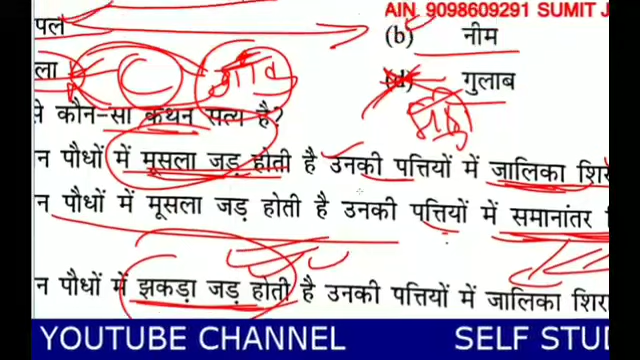 AIN 9098609291 SUMIT J
पल (b) नीम
ला (d) गुलाब
से कौन-सा कथन सत्य है?
न पौधों में मूसला जड़ होती है उनकी पत्तियों में जालिका शिर
न पौधों में मूसला जड़ होती है उनकी पत्तियों में समानांतर
न पौधों में झकड़ा जड़ होती है उनकी पत्तियों में जालिका शिरा
YOUTUBE CHANNEL SELF STUD